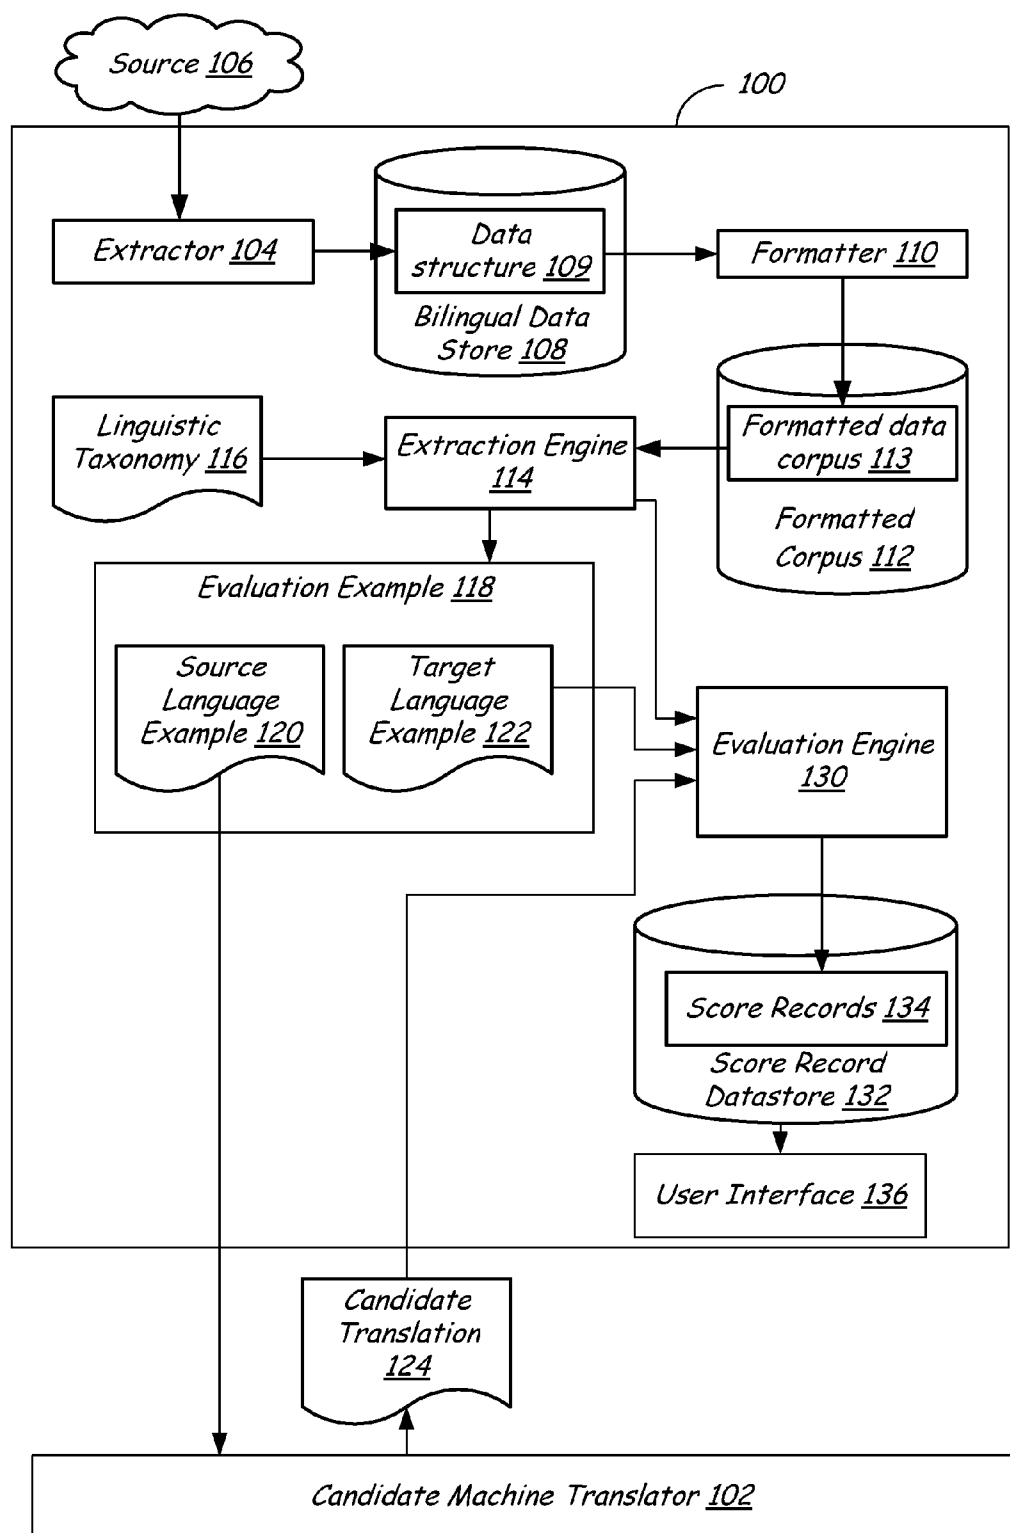 Source 106
100
Extractor 104
Data
structure 109
Bilingual Data
Store 108
Formatter 110
Linguistic
Taxonomy 116
Extraction Engine
114
Formatted data
corpus 113
Formatted
Corpus 112
Evaluation Example 118
Source
Language
Example 120
Target
Language
Example 122
Evaluation Engine
130
Score Records 134
Score Record
Datastore 132
User Interface 136
Candidate
Translation
124
Candidate Machine Translator 102